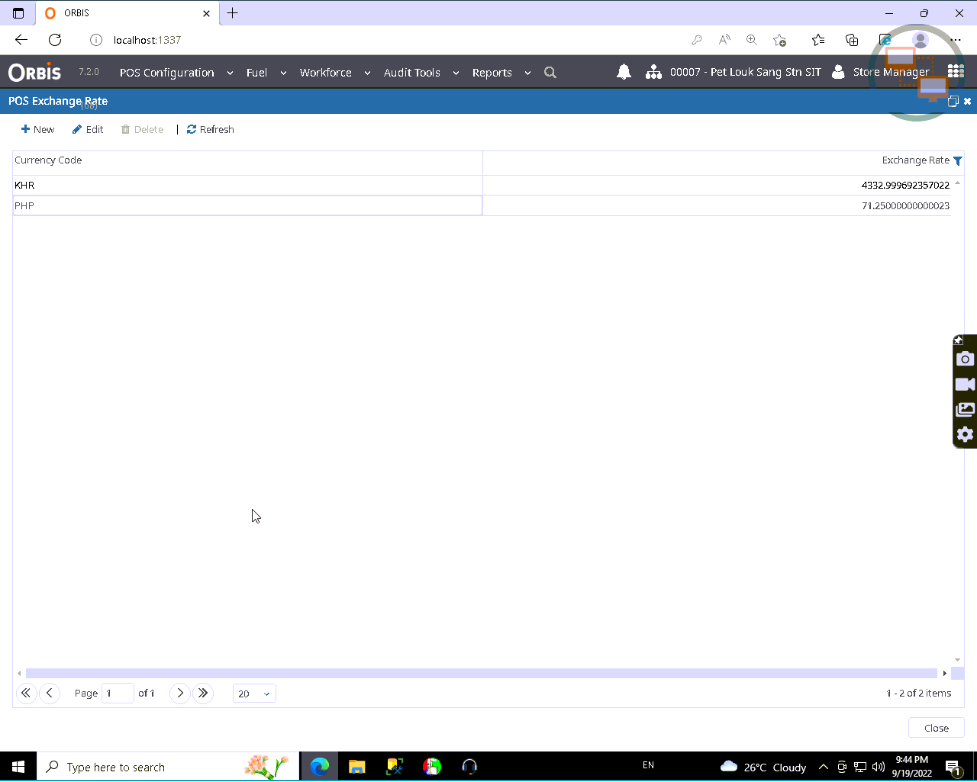 ORBIS
localhost:1337
ORBIS 7.2.0 POS Configuration Fuel Workforce Audit Tools Reports 00007 - Pet Louk Sang Stn SIT Store Manager
POS Exchange Rate
New Edit Delete | Refresh
Currency Code Exchange Rate
KHR 4332.999692357022
PHP 71.25000000000023
Page 1 of 1 20 1 - 2 of 2 items
Close
Type here to search EN 26°C Cloudy 9:44 PM
9/19/2022 1